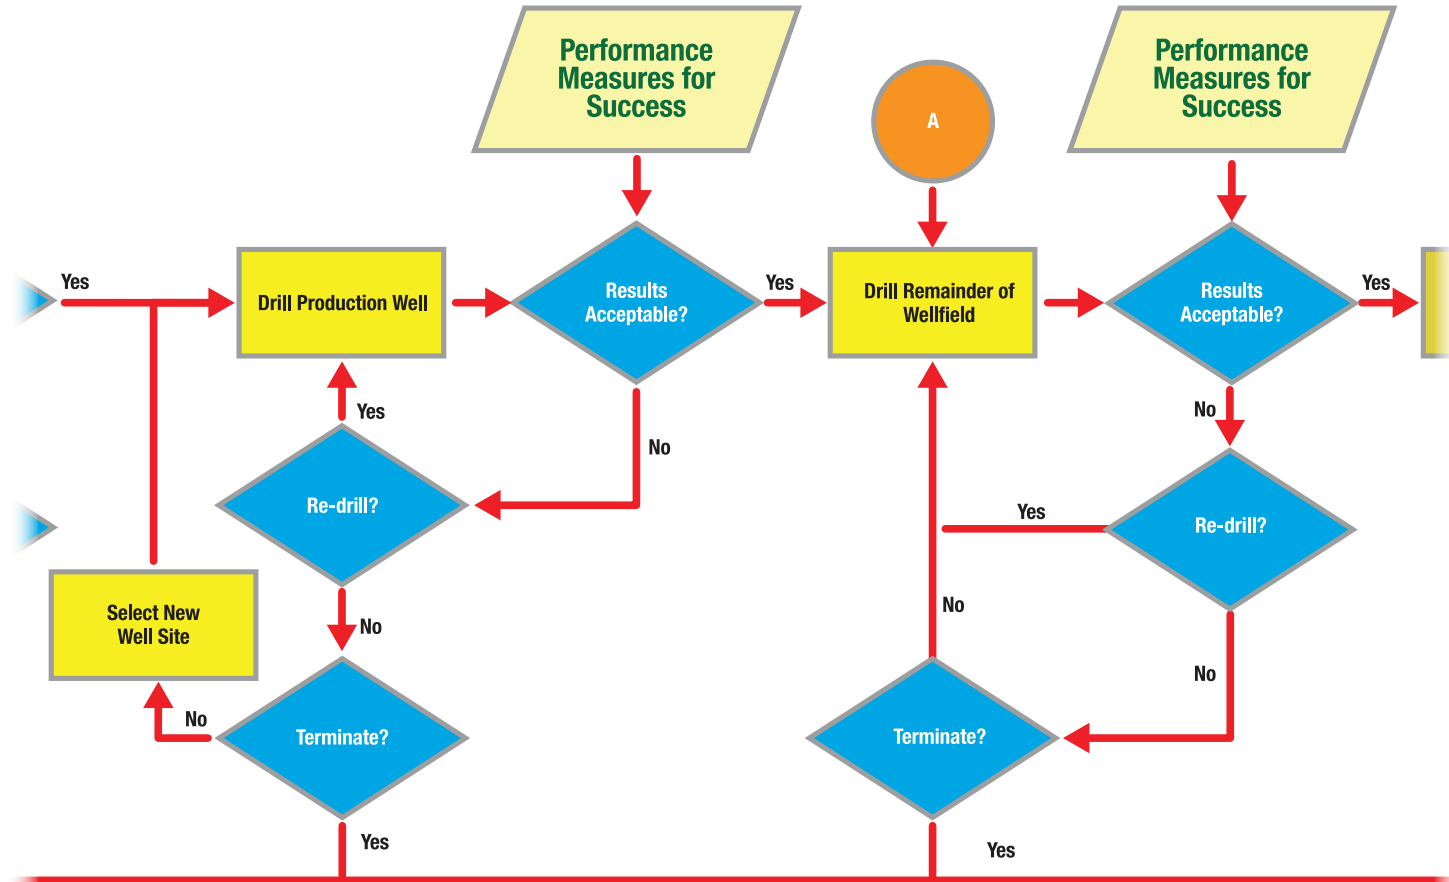 Performance
Measures for
Success
A
Performance
Measures for
Success
Yes
Drill Production Well
Results
Acceptable?
Yes
Drill Remainder of
Wellfield
Results
Acceptable?
Yes
Yes
No
No
Re-drill?
Yes
Re-drill?
Select New
Well Site
No
No
No
No
Terminate?
Terminate?
Yes
Yes